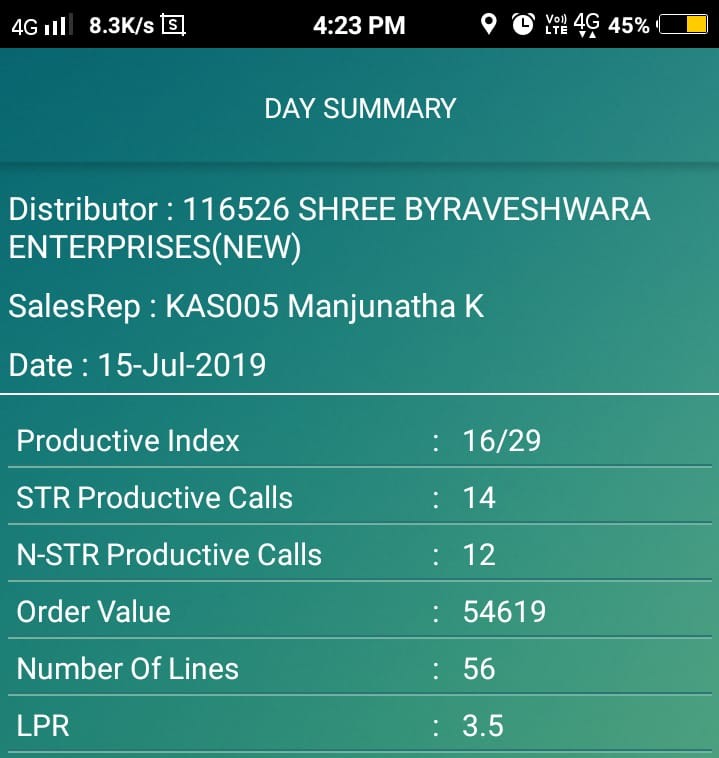 4G 8.3K/s S 4:23 PM Vo)) LTE 4G 45%
DAY SUMMARY
Distributor : 116526 SHREE BYRAVESHWARA
ENTERPRISES(NEW)
SalesRep : KAS005 Manjunatha K
Date : 15-Jul-2019
Productive Index : 16/29
STR Productive Calls : 14
N-STR Productive Calls : 12
Order Value : 54619
Number Of Lines : 56
LPR : 3.5